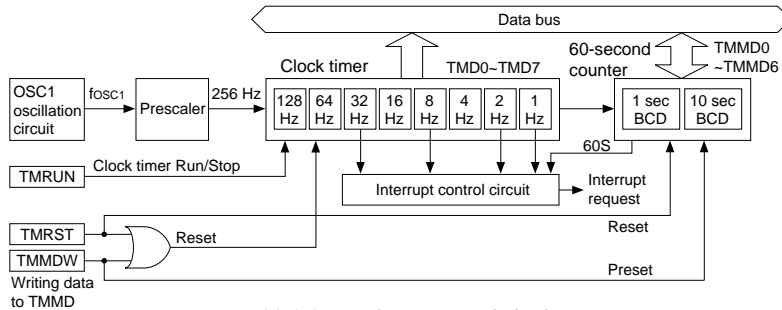 Data bus
60-second
counter
TMMD0
~TMMD6
Clock timer
TMD0~TMD7
OSC1
oscillation
circuit
fOSC1
Prescaler
256 Hz
128
Hz
64
Hz
32
Hz
16
Hz
8
Hz
4
Hz
2
Hz
1
Hz
1 sec
BCD
10 sec
BCD
60S
TMRUN
Clock timer Run/Stop
Interrupt control circuit
Interrupt
request
TMRST
Reset
Reset
TMMDW
Preset
Writing data
to TMMD